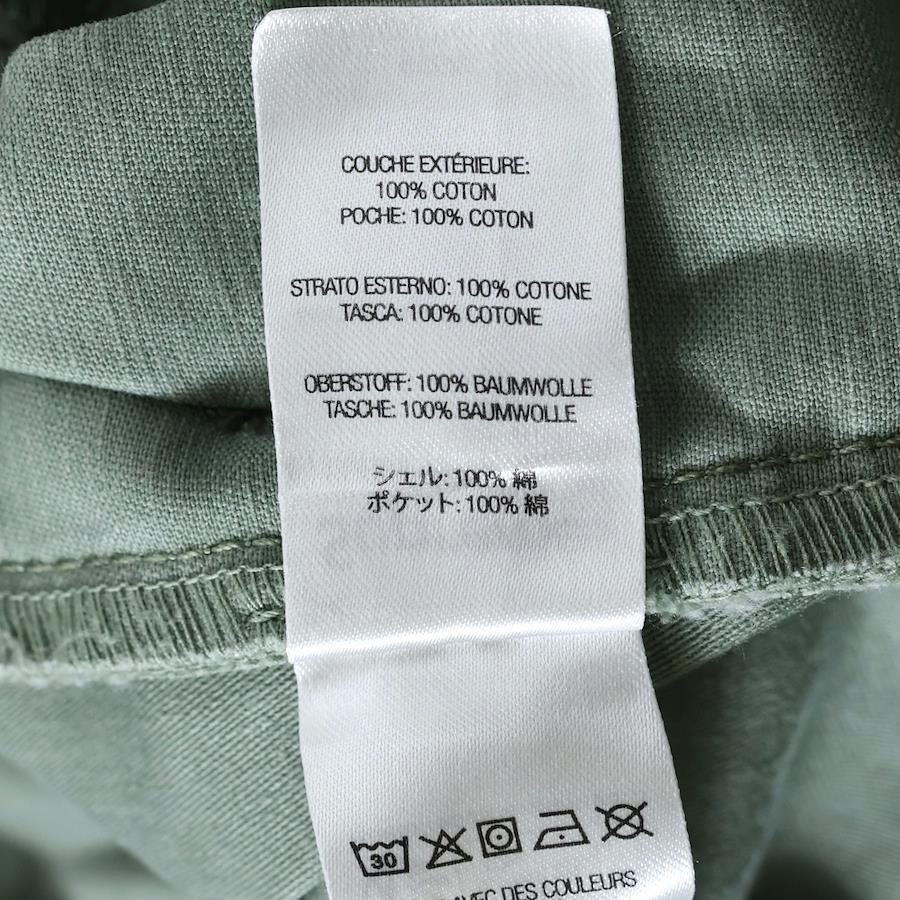 COUCHE EXTÉRIEURE:
100% COTON
POCHE: 100% COTON
STRATO ESTERNO: 100% COTONE
TASCA: 100% COTONE
OBERSTOFF: 100% BAUMWOLLE
TASCHE: 100% BAUMWOLLE
シェル: 100% 綿
ポケット: 100% 綿
30
AVEC DES COULEURS